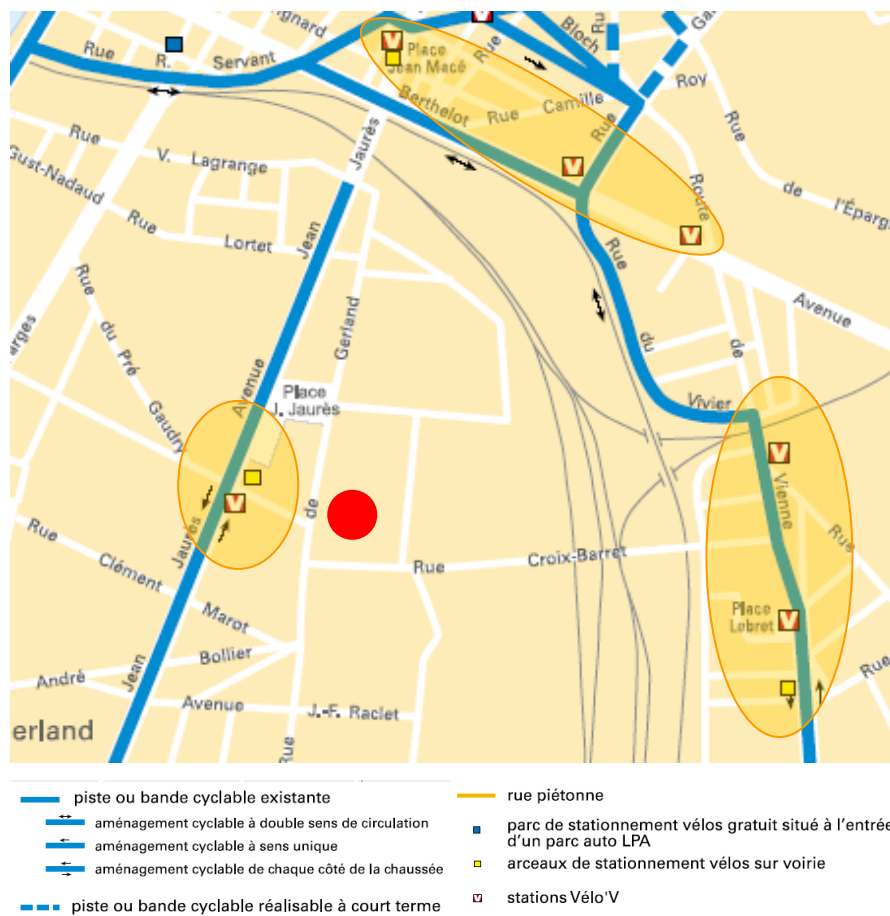 Rue
R.
Servant
ignard
Place
Jean Macé
Rue
Bloch
Rue
Ga
Roy
Berthelot
Rue
Camille
Rue
Rue
de
l'Éparg
Route
de
Avenue
Rue
V.
Lagrange
Gust-Nadaud
Rue
Lortet
Jaurès
Jean
Avenue
Jaurès
Jean
Gerland
de
Rue
Rue
du
Pré
Gaudry
arges
Place
J. Jaurès
Rue
du
Vivier
Vienne
Rue
Rue
Croix-Barret
Place
Lebret
Rue
Rue
Clément
Marot
Bollier
André
Avenue
J.-F. Raclet
erland
V
V
V
V
V
V
V
piste ou bande cyclable existante
aménagement cyclable à double sens de circulation
aménagement cyclable à sens unique
aménagement cyclable de chaque côté de la chaussée
piste ou bande cyclable réalisable à court terme
rue piétonne
parc de stationnement vélos gratuit situé à l'entrée
d'un parc auto LPA
arceaux de stationnement vélos sur voirie
V
stations Vélo'V